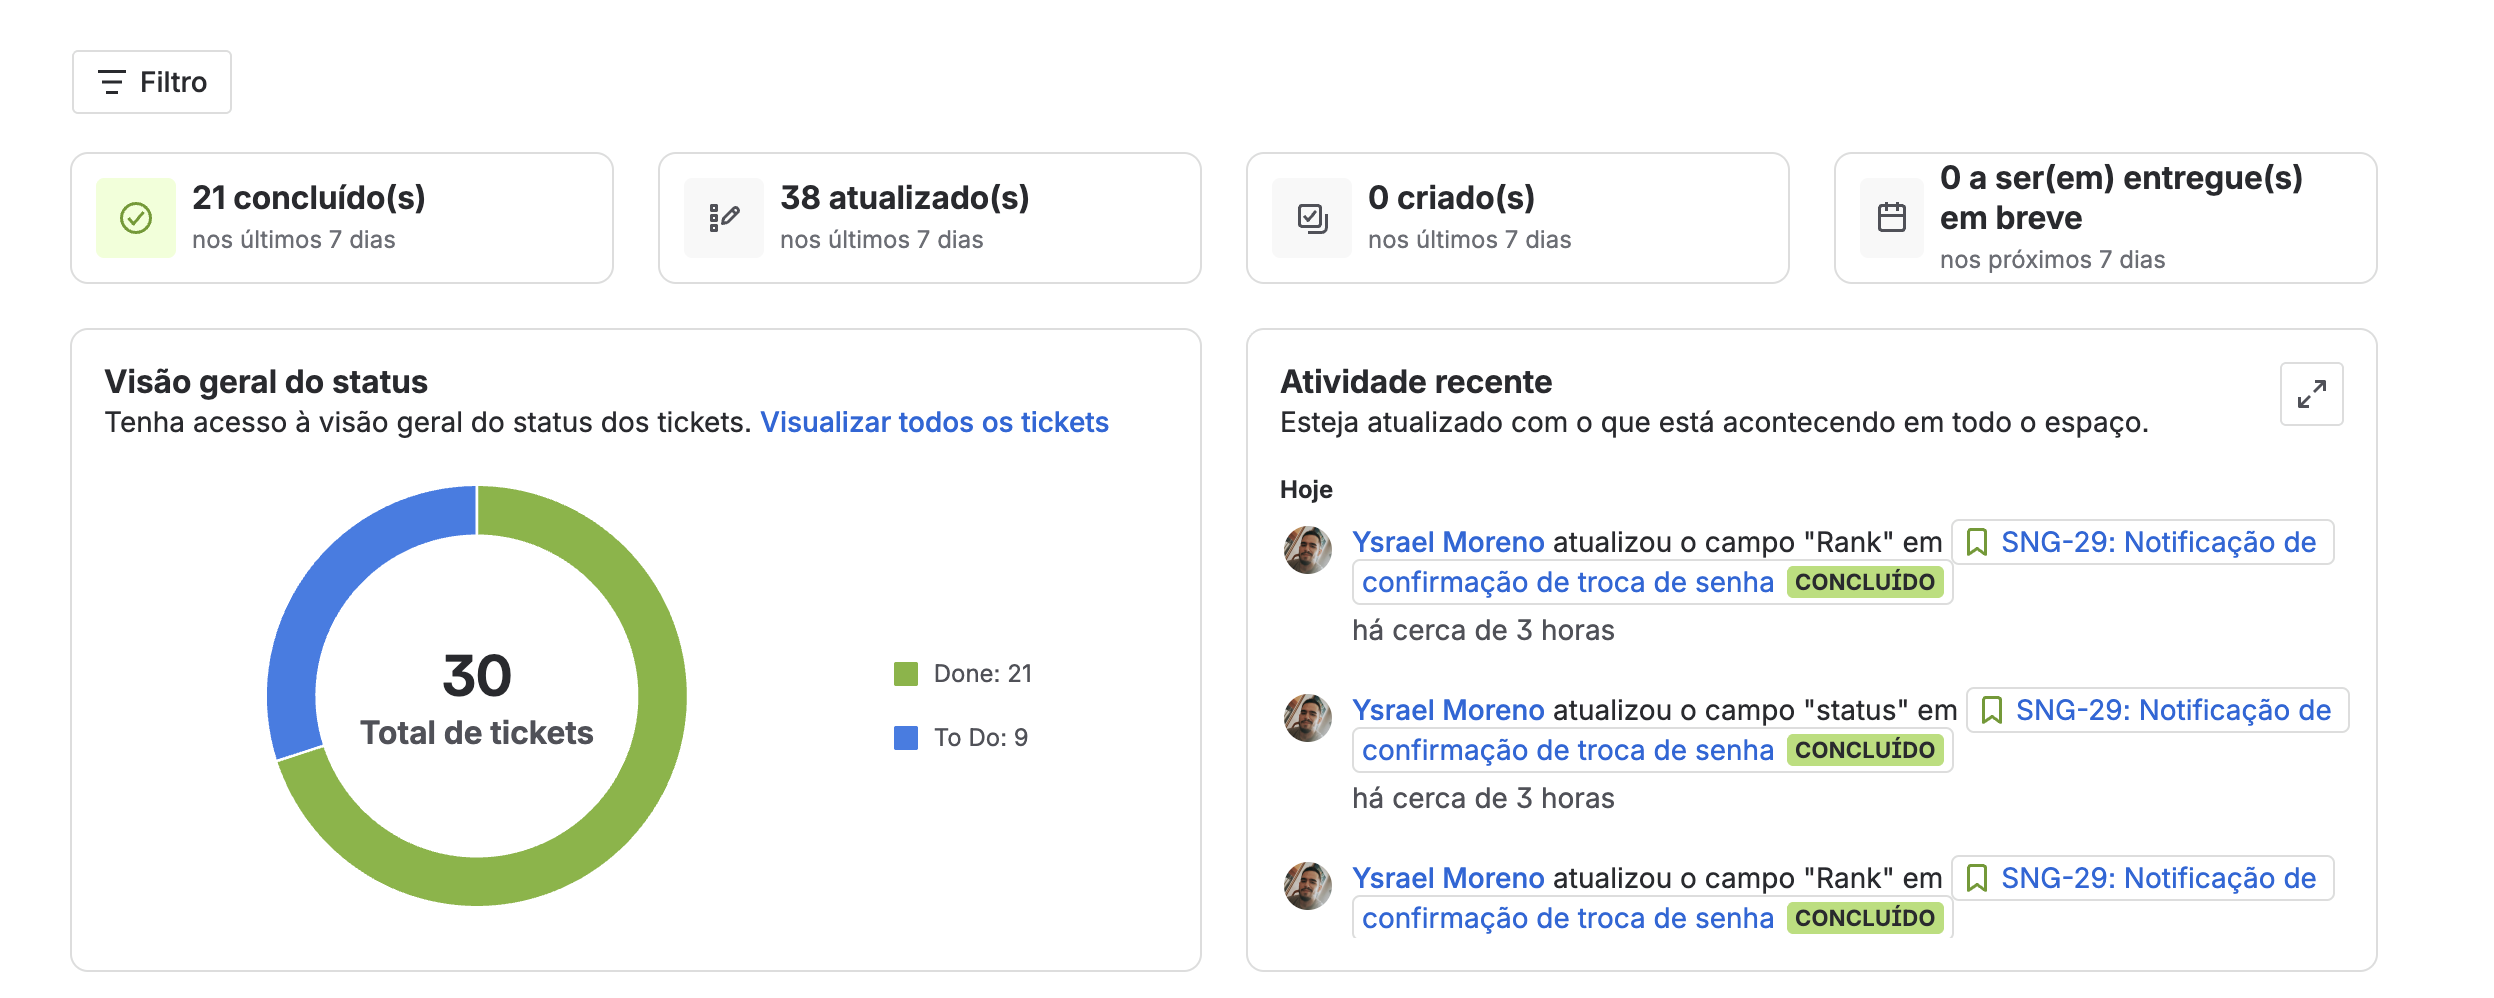 Filtro
21 concluído(s)
nos últimos 7 dias
38 atualizado(s)
nos últimos 7 dias
0 criado(s)
nos últimos 7 dias
0 a ser(em) entregue(s)
em breve
nos próximos 7 dias
Visão geral do status
Tenha acesso à visão geral do status dos tickets. Visualizar todos os tickets
30
Total de tickets
Done: 21
To Do: 9
Atividade recente
Esteja atualizado com o que está acontecendo em todo o espaço.
Hoje
Ysrael Moreno atualizou o campo "Rank" em SNG-29: Notificação de
confirmação de troca de senha CONCLUÍDO
há cerca de 3 horas
Ysrael Moreno atualizou o campo "status" em SNG-29: Notificação de
confirmação de troca de senha CONCLUÍDO
há cerca de 3 horas
Ysrael Moreno atualizou o campo "Rank" em SNG-29: Notificação de
confirmação de troca de senha CONCLUÍDO